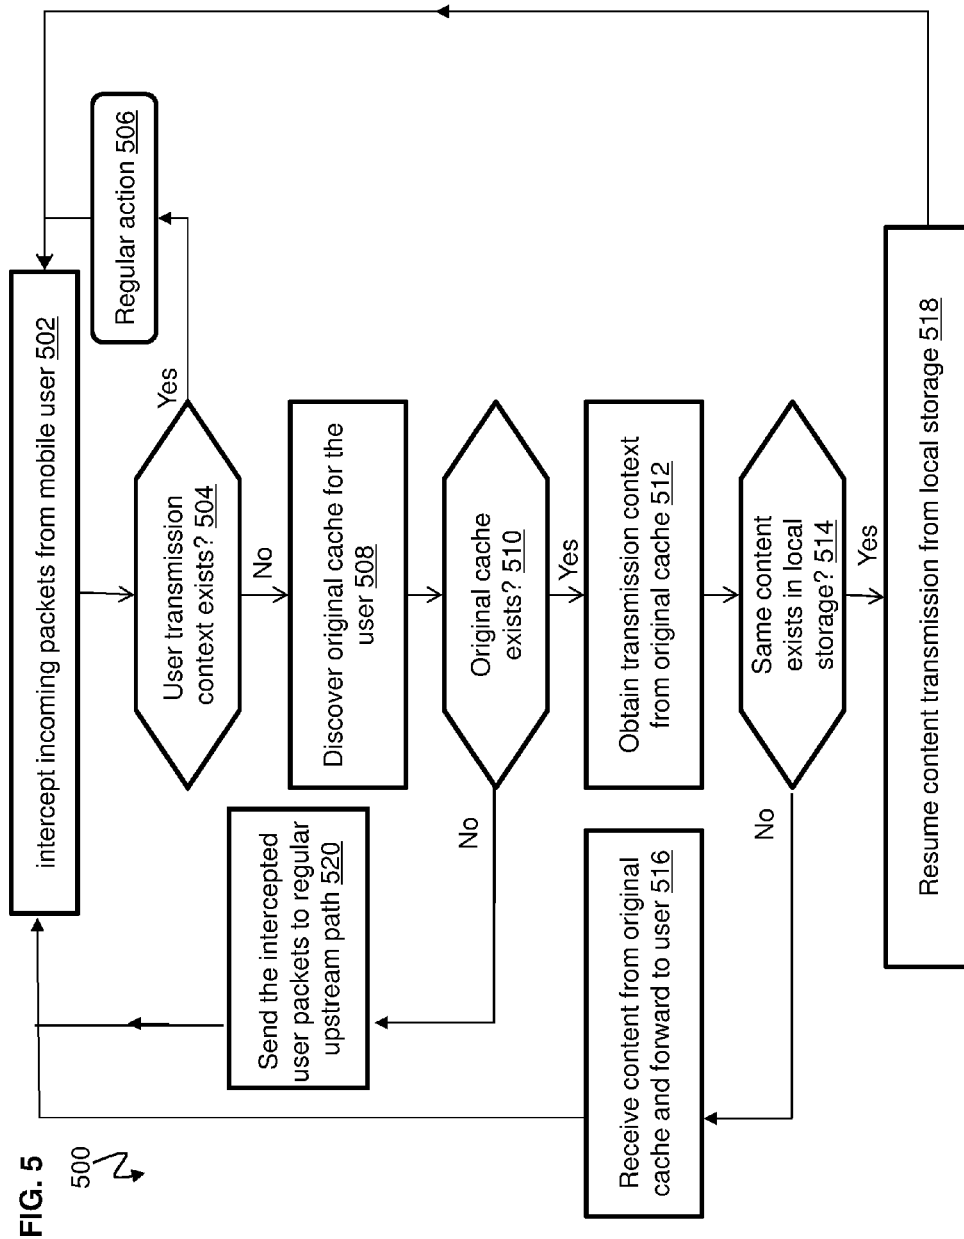 FIG. 5
500
intercept incoming packets from mobile user 502
User transmission
context exists? 504
Yes
Regular action 506
No
Discover original cache for the
user 508
Original cache
exists? 510
No
Send the intercepted
user packets to regular
upstream path 520
Yes
Obtain transmission context
from original cache 512
Same content
exists in local
storage? 514
No
Receive content from original
cache and forward to user 516
Yes
Resume content transmission from local storage 518